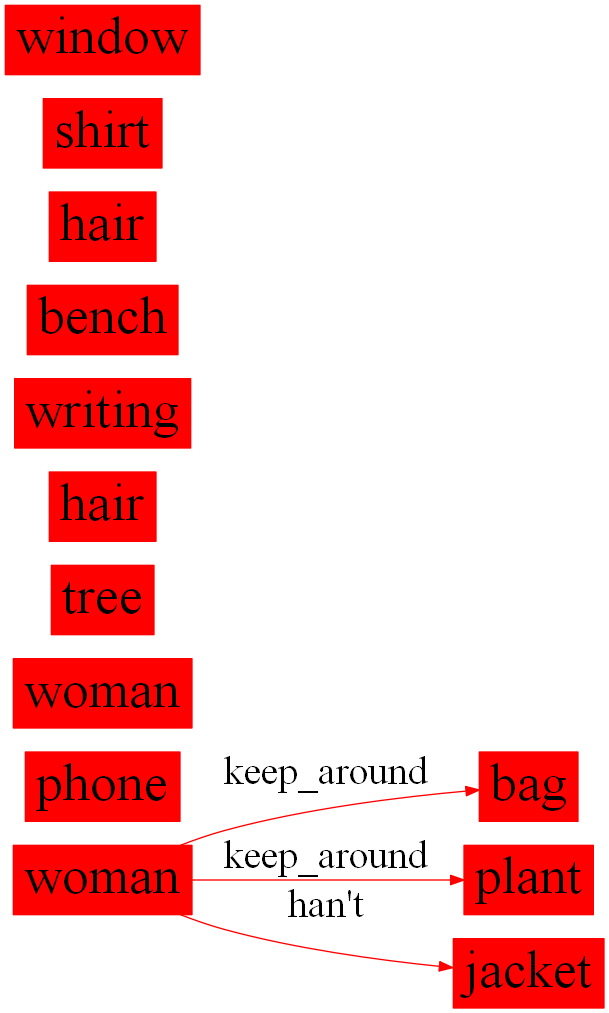 window
shirt
hair
bench
writing
hair
tree
woman
phone
keep_around
bag
woman
keep_around
plant
han't
jacket